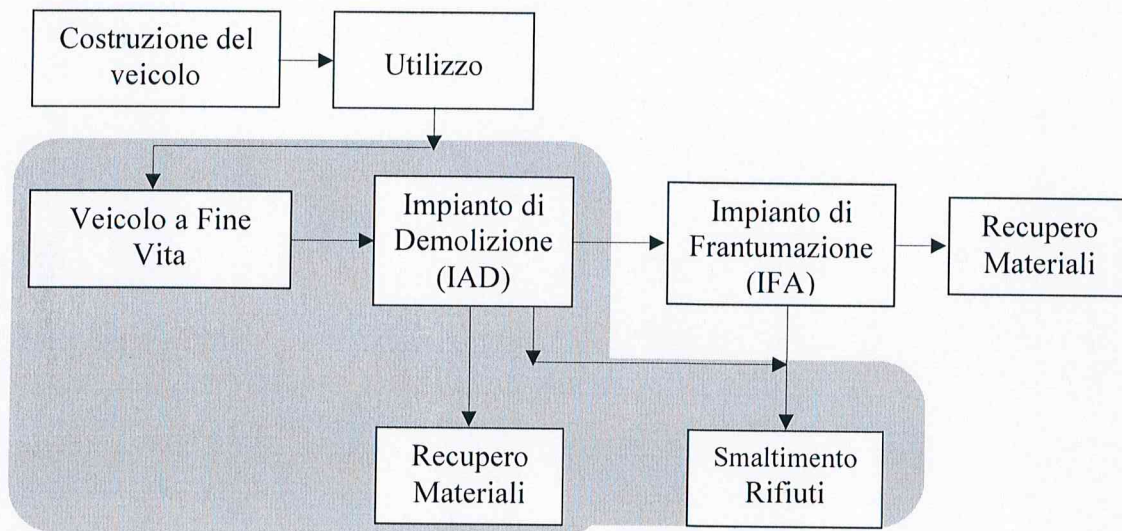 Costruzione del
veicolo
Utilizzo
Veicolo a Fine
Vita
Impianto di
Demolizione
(IAD)
Impianto di
Frantumazione
(IFA)
Recupero
Materiali
Recupero
Materiali
Smaltimento
Rifiuti